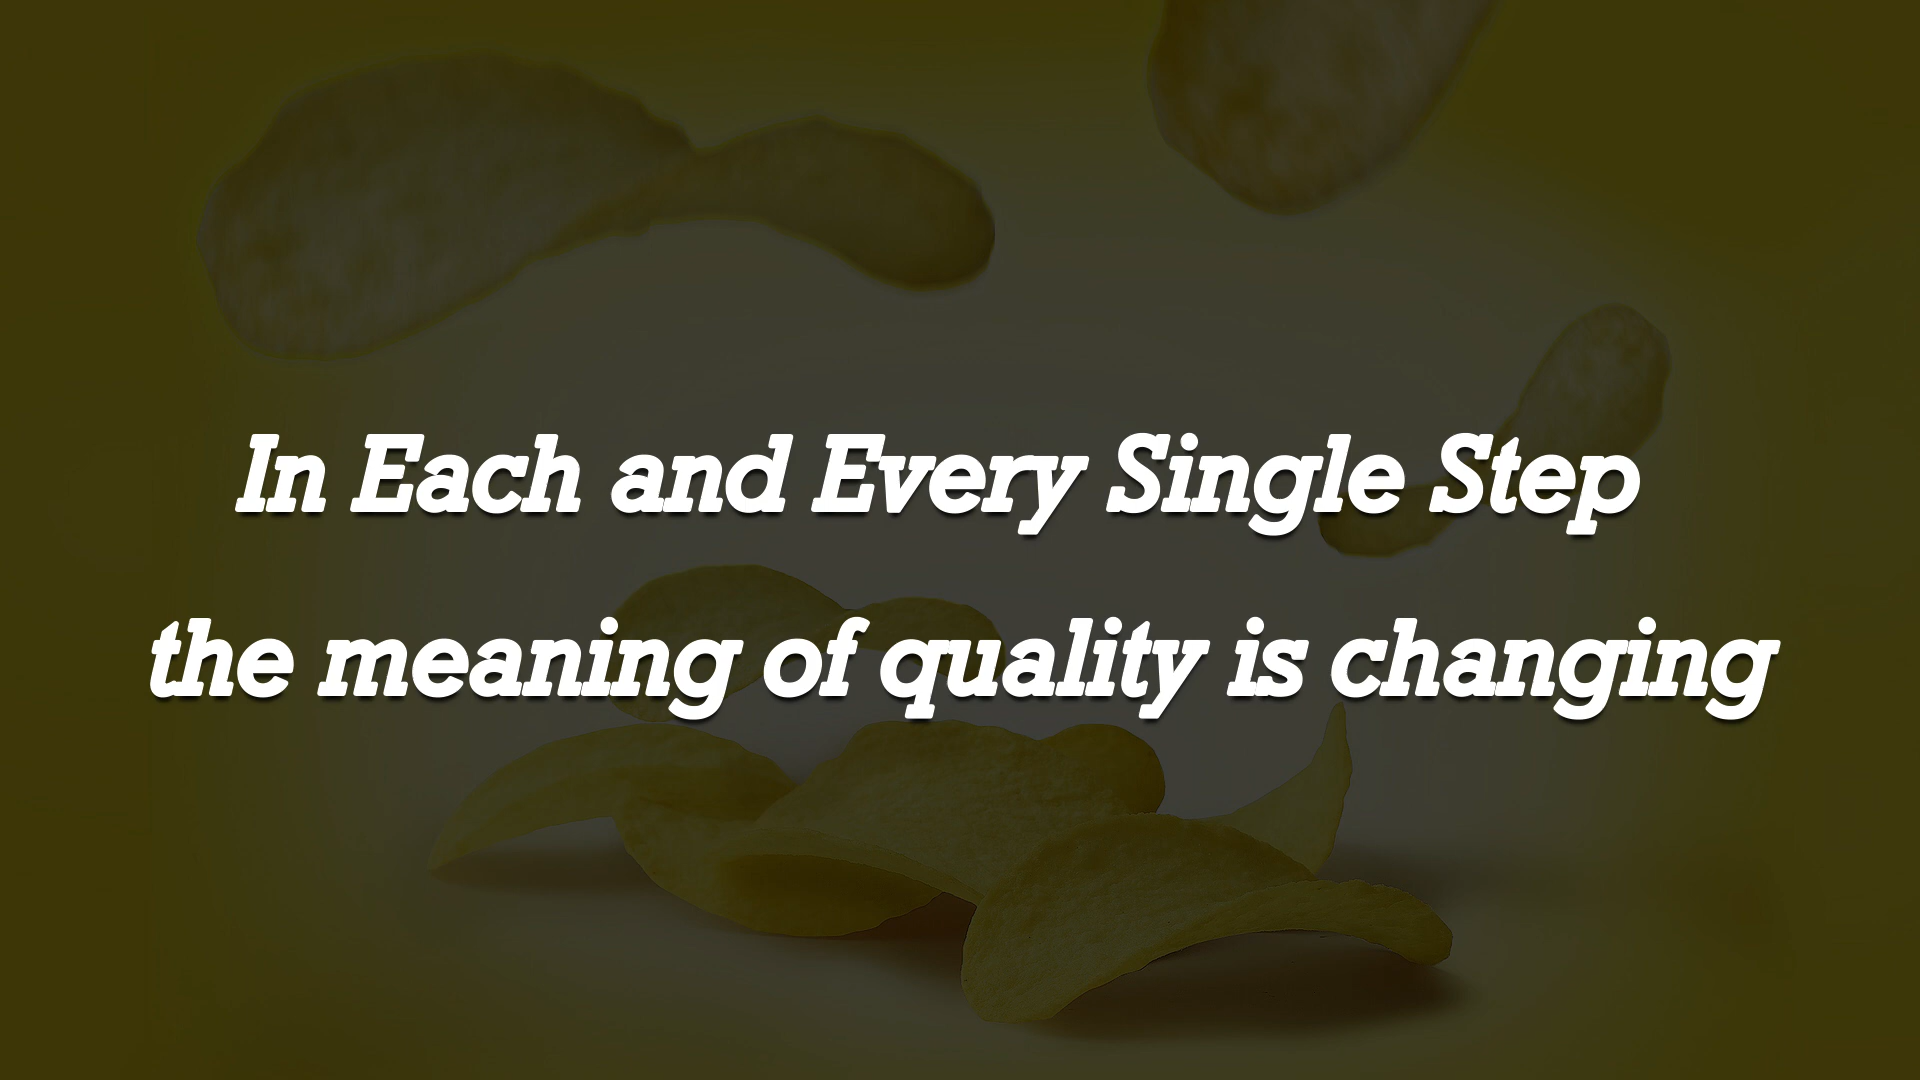 In Each and Every Single Step
the meaning of quality is changing